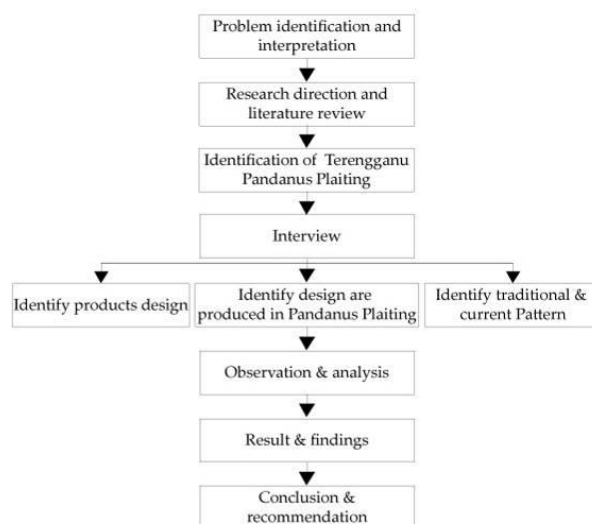 Problem identification and
interpretation
Research direction and
literature review
Identification of Terengganu
Pandanus Plaiting
Interview
Identify products design
Identify design are
produced in Pandanus Plaiting
Identify traditional &
current Pattern
Observation & analysis
Result & findings
Conclusion &
recommendation